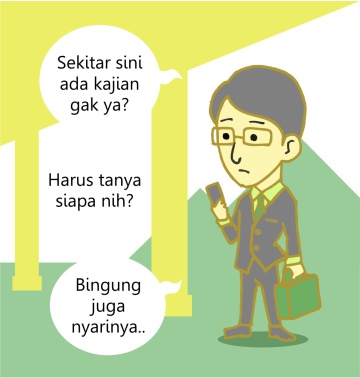 Sekitar sini
ada kajian
gak ya?
Harus tanya
siapa nih?
Bingung
juga
nyarinya..